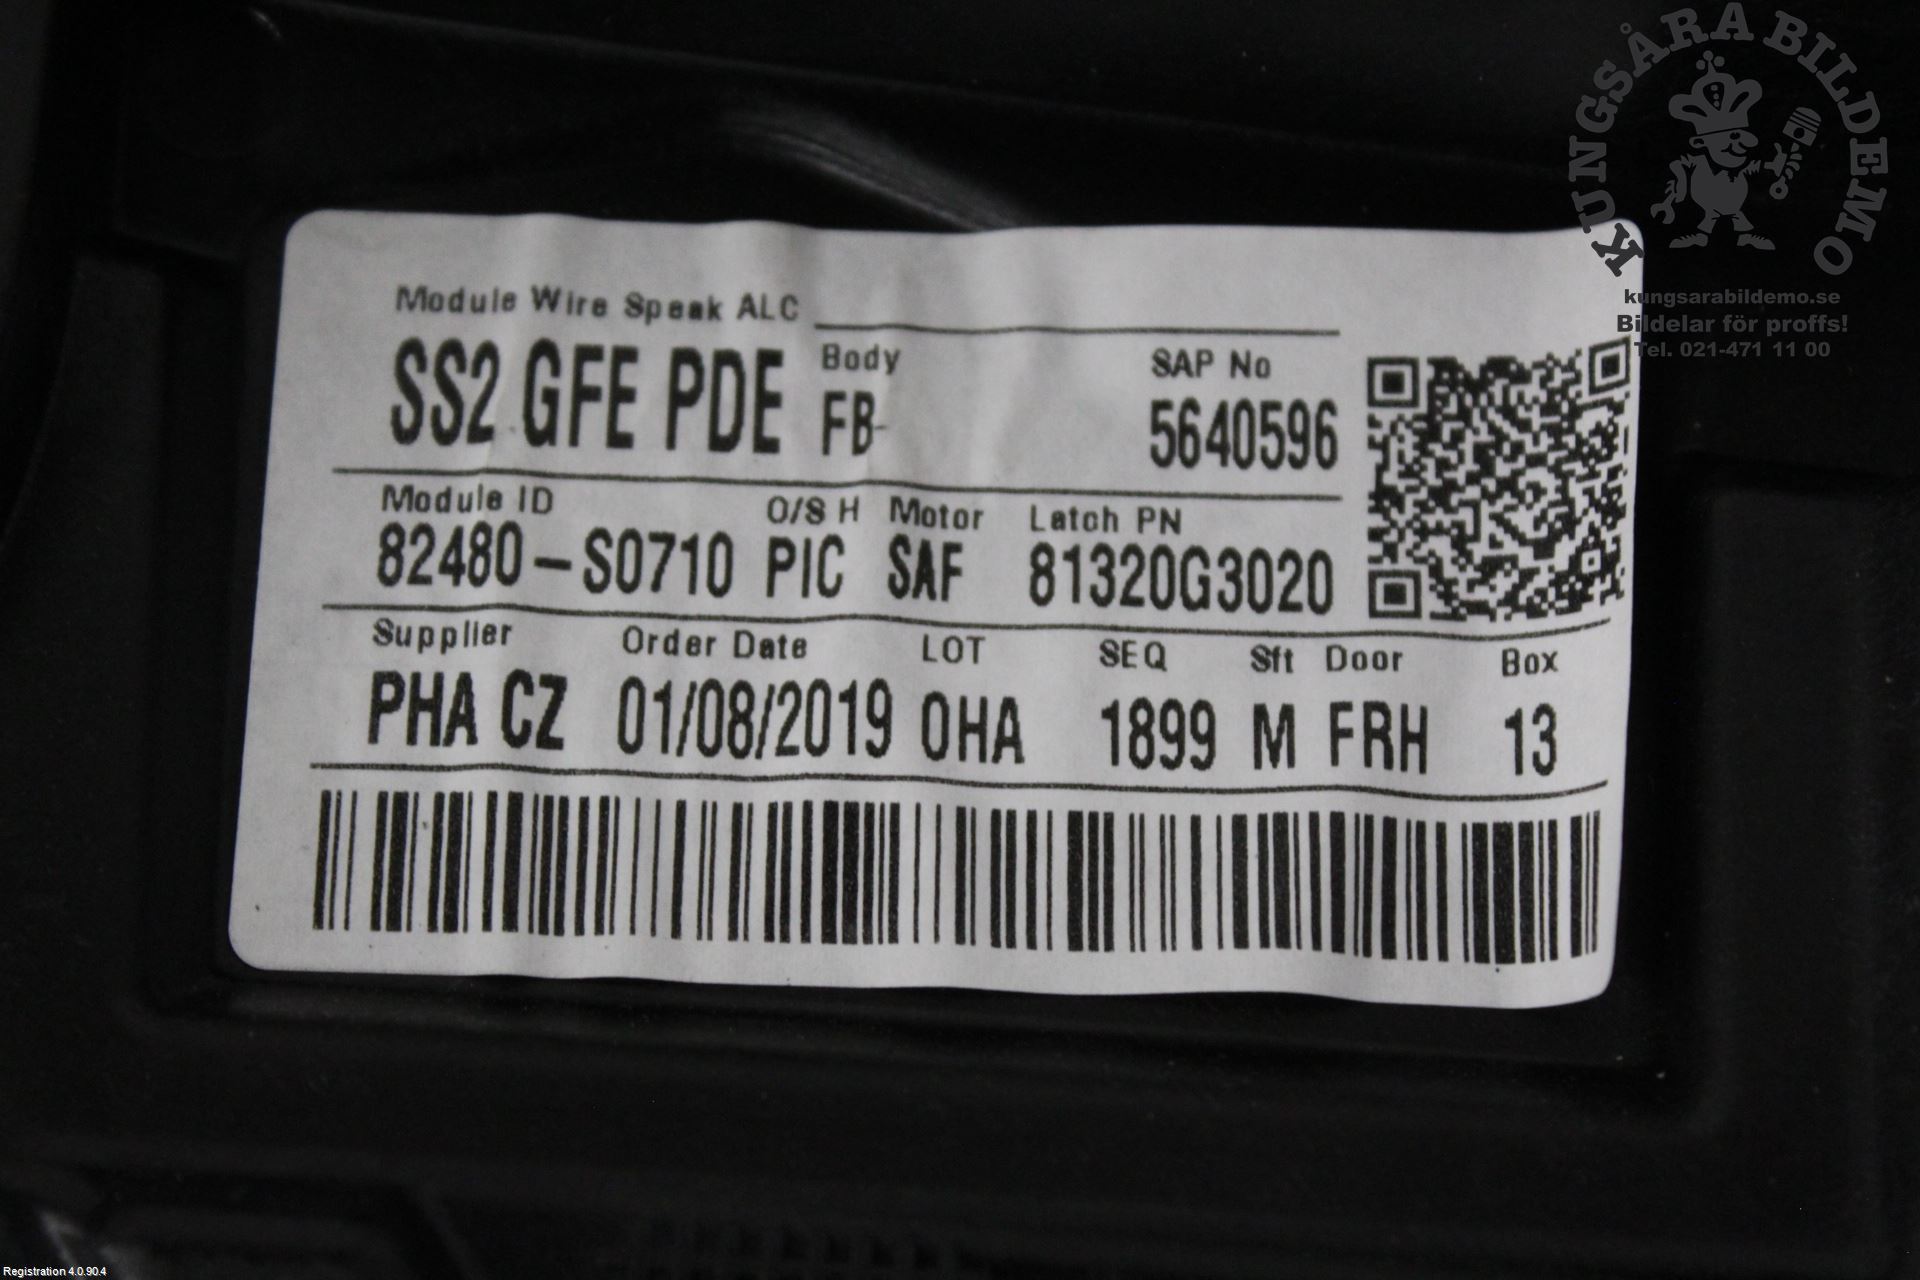 KUNGSÅRA BILDEMO
kungsarabildemo.se
Bildelar för proffs!
Tel. 021-471 11 00
Module Wire Speak ALC
SS2 GFE PDE
Body
FB-
SAP No
5640596
Module ID O/S H Motor Latch PN
82480-S0710 PIC SAF 81320G3020
Supplier Order Date LOT SEQ Sft Door Box
PHA CZ 01/08/2019 0HA 1899 M FRH 13
Registration 4.0.90.4